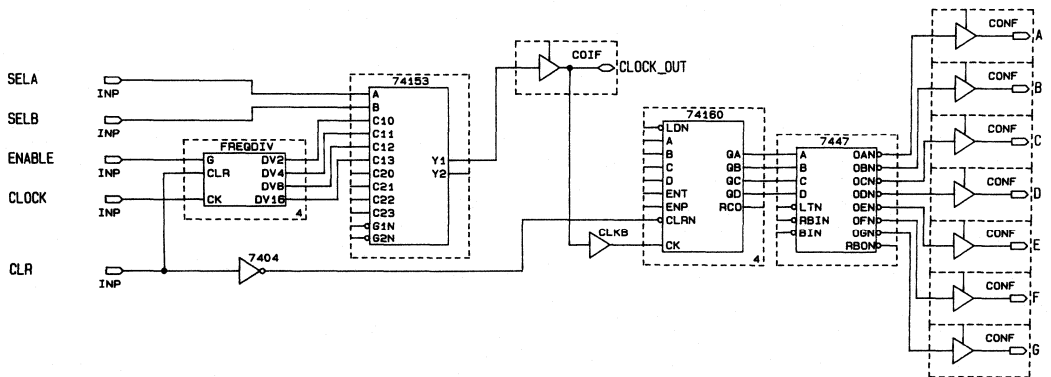 SELA
INP
SELB
INP
ENABLE
INP
CLOCK
INP
CLR
INP
FREQDIV
G DV2
CLR DV4
DV8
CK DV16
4
7404
74153
A
B
C10
C11
C12
C13 Y1
C20 Y2
C21
C22
C23
G1N
G2N
COIF
CLOCK_OUT
CLKB
74160
LDN
A QA
B QB
C QC
D QD
ENT
ENP RCO
CLRN
CK
4
7447
A OAN
B OBN
C OCN
D ODN
LTN OEN
RBIN OFN
BIN OGN
RBON
CONF
A
CONF
B
CONF
C
CONF
D
CONF
E
CONF
F
CONF
G